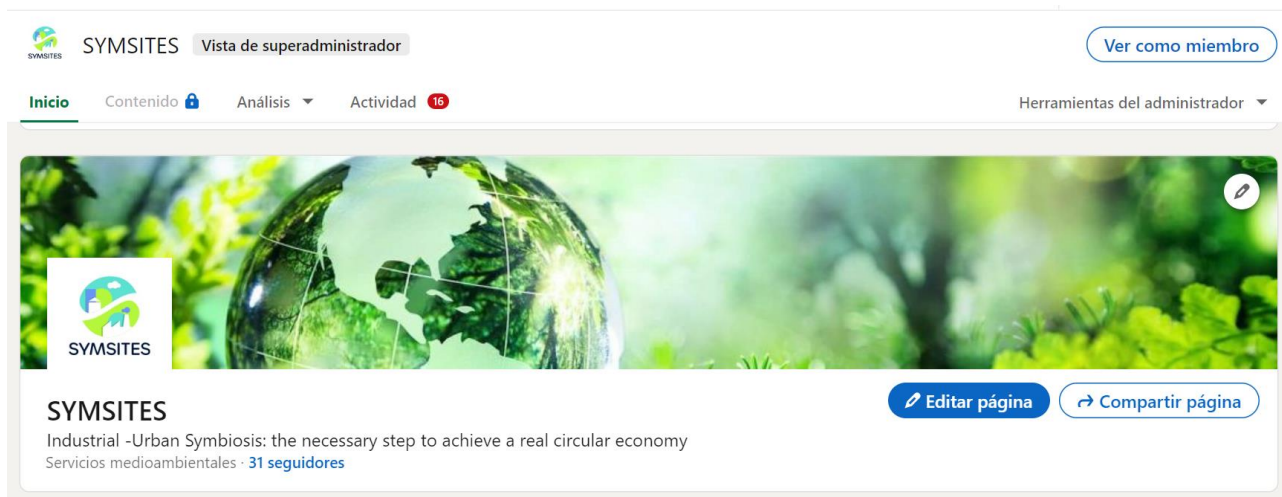 SYMSITES
SYMSITES Vista de superadministrador
Ver como miembro
Inicio Contenido Análisis Actividad 16
Herramientas del administrador
SYMSITES
SYMSITES
Editar página
Compartir página
Industrial -Urban Symbiosis: the necessary step to achieve a real circular economy
Servicios medioambientales · 31 seguidores